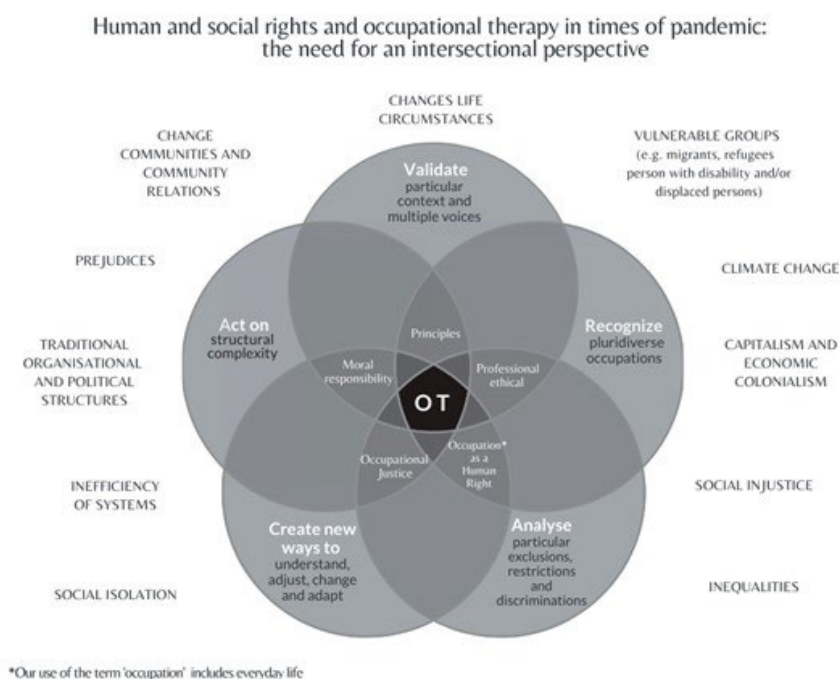 Human and social rights and occupational therapy in times of pandemic:
the need for an intersectional perspective
CHANGES LIFE
CIRCUMSTANCES
CHANGE
COMMUNITIES AND
COMMUNITY
RELATIONS
VULNERABLE GROUPS
(e.g. migrants, refugees
person with disability and/or
displaced persons)
Validate
particular
context and
multiple voices
PREJUDICES
CLIMATE CHANGE
Act on
structural
complexity
Recognize
pluridiverse
occupations
Principles
TRADITIONAL
ORGANISATIONAL
AND POLITICAL
STRUCTURES
CAPITALISM AND
ECONOMIC
COLONIALISM
Moral
responsibility
Professional
ethical
OT
Occupational
Justice
Occupation*
as a
Human
Right
INEFFICIENCY
OF SYSTEMS
SOCIAL INJUSTICE
Create new
ways to
understand,
adjust, change
and adapt
Analyse
particular
exclusions,
restrictions
and
discriminations
SOCIAL ISOLATION
INEQUALITIES
*Our use of the term 'occupation' includes everyday life